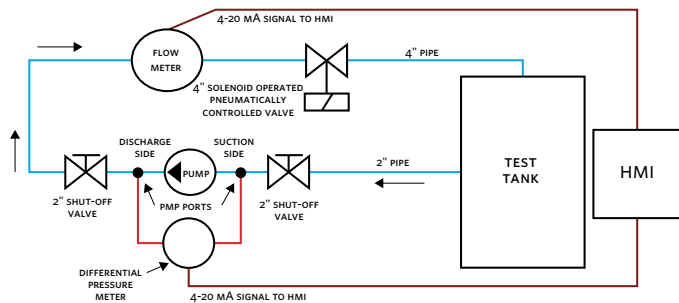 4-20 mA SIGNAL TO HMI
FLOW
METER
4" PIPE
4" SOLENOID OPERATED
PNEUMATICALLY
CONTROLLED VALVE
DISCHARGE
SIDE
SUCTION
SIDE
PUMP
2" PIPE
TEST
TANK
HMI
2" SHUT-OFF
VALVE
PMP PORTS
2" SHUT-OFF
VALVE
DIFFERENTIAL
PRESSURE
METER
4-20 mA SIGNAL TO HMI